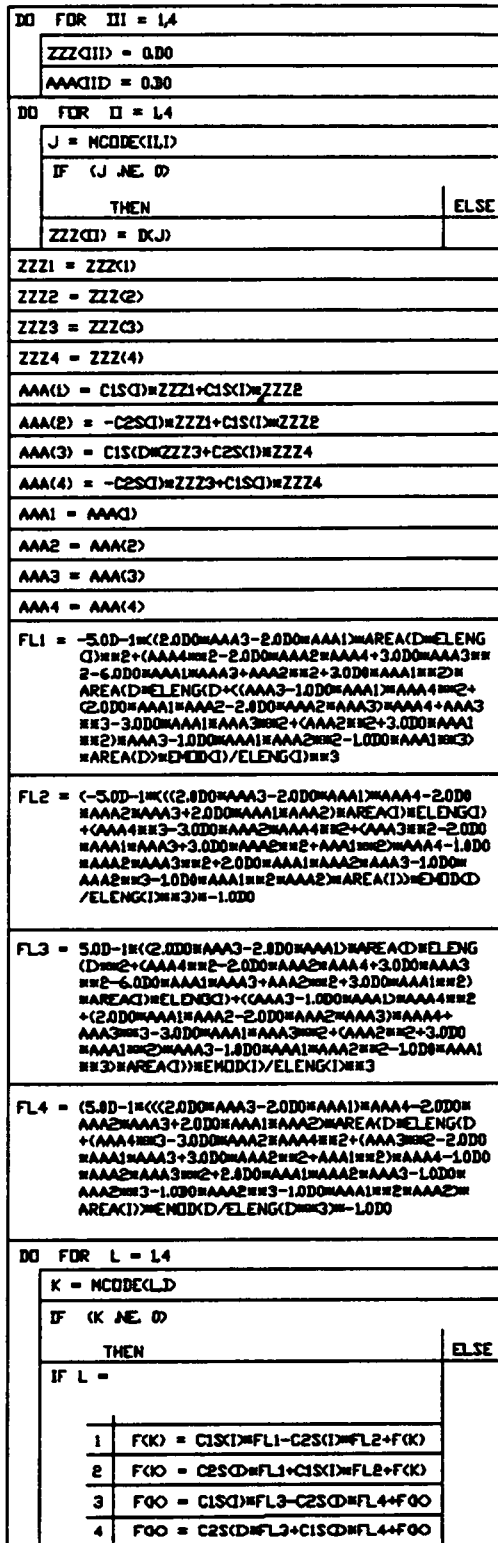 DO FOR III = 1,4
ZZZ(III) = 0.D0
AAA(III) = 0.D0
DO FOR II = 1,4
J = MCODE(II,I)
IF (J .NE. 0)
THEN ELSE
ZZZ(II) = D(J)
ZZZ1 = ZZZ(1)
ZZZ2 = ZZZ(2)
ZZZ3 = ZZZ(3)
ZZZ4 = ZZZ(4)
AAA(1) = C1S(I)*ZZZ1+C1S(I)*ZZZ2
AAA(2) = -C2S(I)*ZZZ1+C1S(I)*ZZZ2
AAA(3) = C1S(I)*ZZZ3+C2S(I)*ZZZ4
AAA(4) = -C2S(I)*ZZZ3+C1S(I)*ZZZ4
AAA1 = AAA(1)
AAA2 = AAA(2)
AAA3 = AAA(3)
AAA4 = AAA(4)
FL1 = -5.0D-1*((2.0D0*AAA3-2.0D0*AAA1)*AREA(I)*ELENG
(I)**2+(AAA4**2-2.0D0*AAA2*AAA4+3.0D0*AAA3**
2-6.0D0*AAA1*AAA3+AAA2**2+3.0D0*AAA1**2)*
AREA(I)*ELENG(I)+((AAA3-1.0D0*AAA1)*AAA4**2+
(2.0D0*AAA1*AAA2-2.0D0*AAA2*AAA3)*AAA4+AAA3
**3-3.0D0*AAA1*AAA3**2+(AAA2**2+3.0D0*AAA1
**2)*AAA3-1.0D0*AAA1*AAA2**2-1.0D0*AAA1**3)
*AREA(I))*EMOD(I)/ELENG(I)**3
FL2 = (-5.0D-1*(((2.0D0*AAA3-2.0D0*AAA1)*AAA4-2.0D0
*AAA2*AAA3+2.0D0*AAA1*AAA2)*AREA(I)*ELENG(I)
+(AAA4**3-3.0D0*AAA2*AAA4**2+(AAA3**2-2.0D0
*AAA1*AAA3+3.0D0*AAA2**2+AAA1**2)*AAA4-1.0D0
*AAA2*AAA3**2+2.0D0*AAA1*AAA2*AAA3-1.0D0*
AAA2**3-1.0D0*AAA1**2*AAA2)*AREA(I))*EMOD(I)
/ELENG(I)**3)*-1.0D0
FL3 = 5.0D-1*((2.0D0*AAA3-2.0D0*AAA1)*AREA(I)*ELENG
(I)**2+(AAA4**2-2.0D0*AAA2*AAA4+3.0D0*AAA3
**2-6.0D0*AAA1*AAA3+AAA2**2+3.0D0*AAA1**2)
*AREA(I)*ELENG(I)+((AAA3-1.0D0*AAA1)*AAA4**2
+(2.0D0*AAA1*AAA2-2.0D0*AAA2*AAA3)*AAA4+
AAA3**3-3.0D0*AAA1*AAA3**2+(AAA2**2+3.0D0
*AAA1**2)*AAA3-1.0D0*AAA1*AAA2**2-1.0D0*AAA1
**3)*AREA(I))*EMOD(I)/ELENG(I)**3
FL4 = (5.0D-1*(((2.0D0*AAA3-2.0D0*AAA1)*AAA4-2.0D0*
AAA2*AAA3+2.0D0*AAA1*AAA2)*AREA(I)*ELENG(I)
+(AAA4**3-3.0D0*AAA2*AAA4**2+(AAA3**2-2.0D0
*AAA1*AAA3+3.0D0*AAA2**2+AAA1**2)*AAA4-1.0D0
*AAA2*AAA3**2+2.0D0*AAA1*AAA2*AAA3-1.0D0*
AAA2**3-1.0D0*AAA2**3-1.0D0*AAA1**2*AAA2)*
AREA(I))*EMOD(I)/ELENG(I)**3)*-1.0D0
DO FOR L = 1,4
K = MCODE(L,I)
IF (K .NE. 0)
THEN ELSE
IF L =
1 F(K) = C1S(I)*FL1-C2S(I)*FL2+F(K)
2 F(K) = C2S(I)*FL1+C1S(I)*FL2+F(K)
3 F(K) = C1S(I)*FL3-C2S(I)*FL4+F(K)
4 F(K) = C2S(I)*FL3+C1S(I)*FL4+F(K)